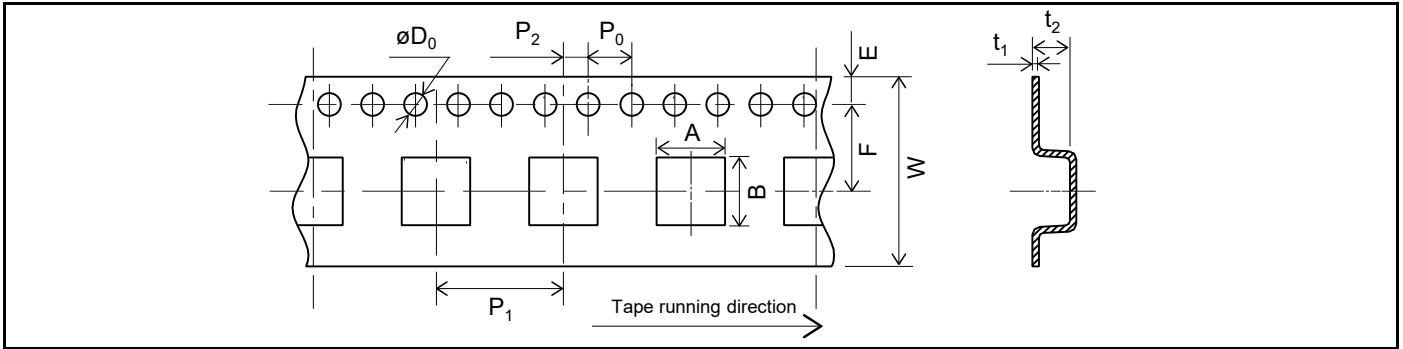 øD₀
P₂
P₀
E
t₁
t₂
A
F
B
W
P₁
Tape running direction